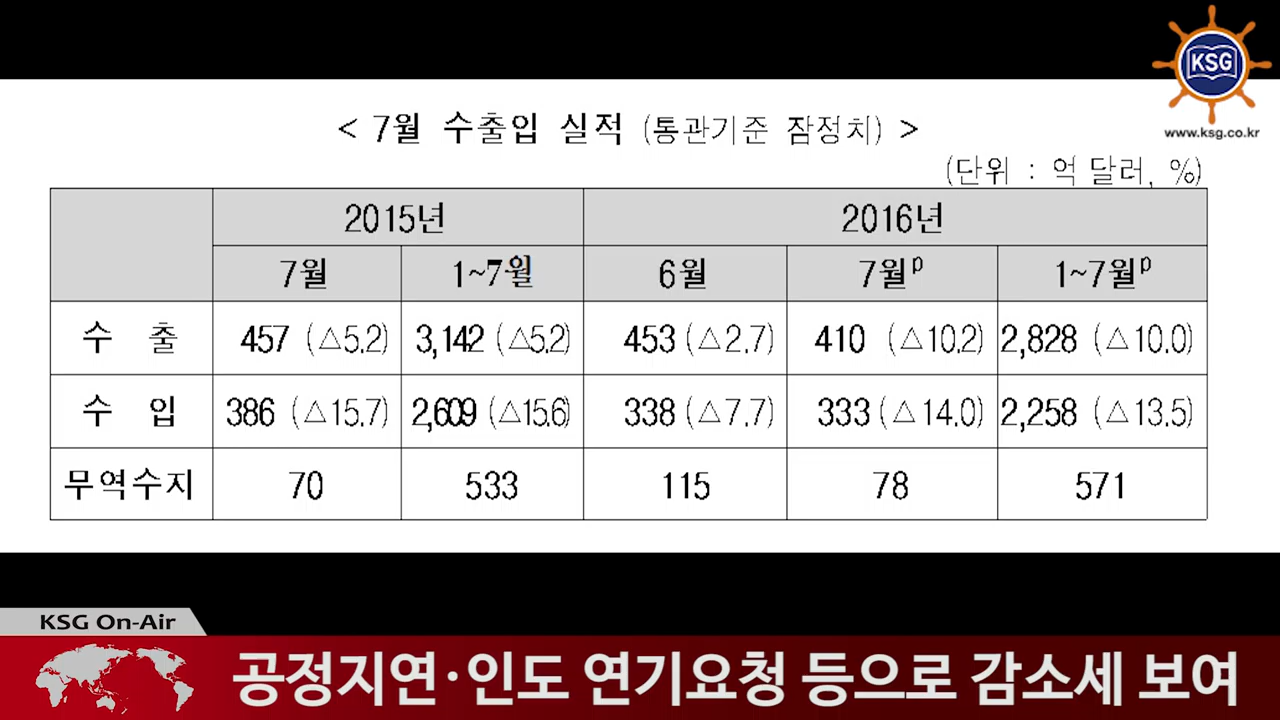 KSG
www.ksg.co.kr
< 7월 수출입 실적 (통관기준 잠정치) >
(단위 : 억 달러, %)
2015년 2016년
7월 1~7월 6월 7월p 1~7월p
수 출 457 (△5.2) 3,142 (△5.2) 453 (△2.7) 410 (△10.2) 2,828 (△10.0)
수 입 386 (△15.7) 2,609 (△15.6) 338 (△7.7) 333 (△14.0) 2,258 (△13.5)
무역수지 70 533 115 78 571
KSG On-Air
공정지연·인도 연기요청 등으로 감소세 보여